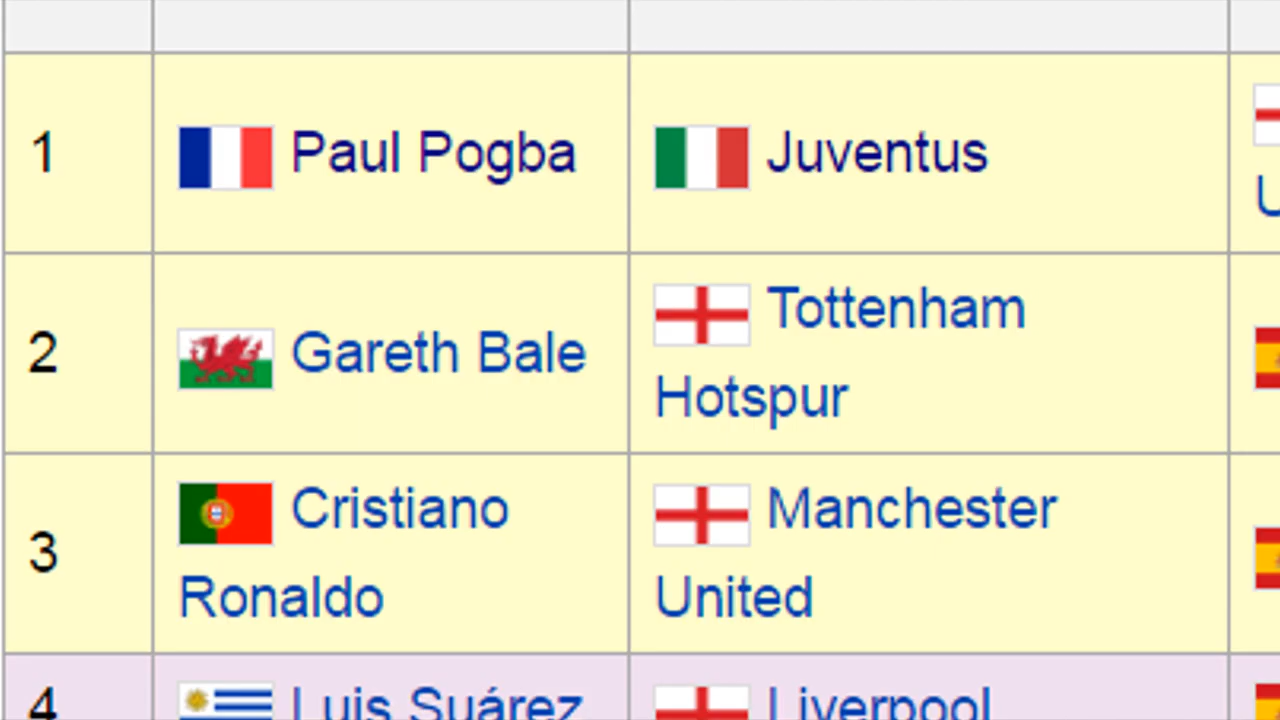 1 Paul Pogba Juventus
U
2 Gareth Bale Tottenham
Hotspur
3 Cristiano Manchester
Ronaldo United
4 Luis Suárez Liverpool